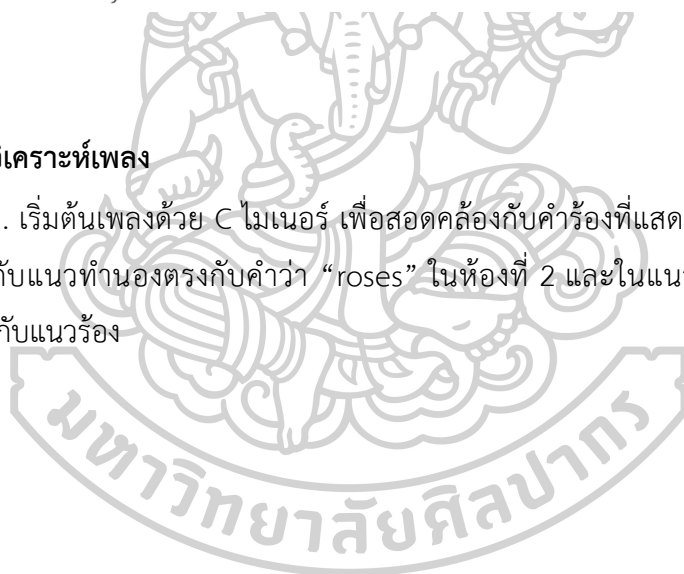 วิเคราะห์เพลง
. เริ่มต้นเพลงด้วย C ไมเนอร์ เพื่อสอดคล้องกับคำร้องที่แสด
กับแนวทำนองตรงกับคำว่า “roses” ในห้องที่ 2 และในแน
กับแนวร้อง
มหาวิทยาลัยศิลปากร